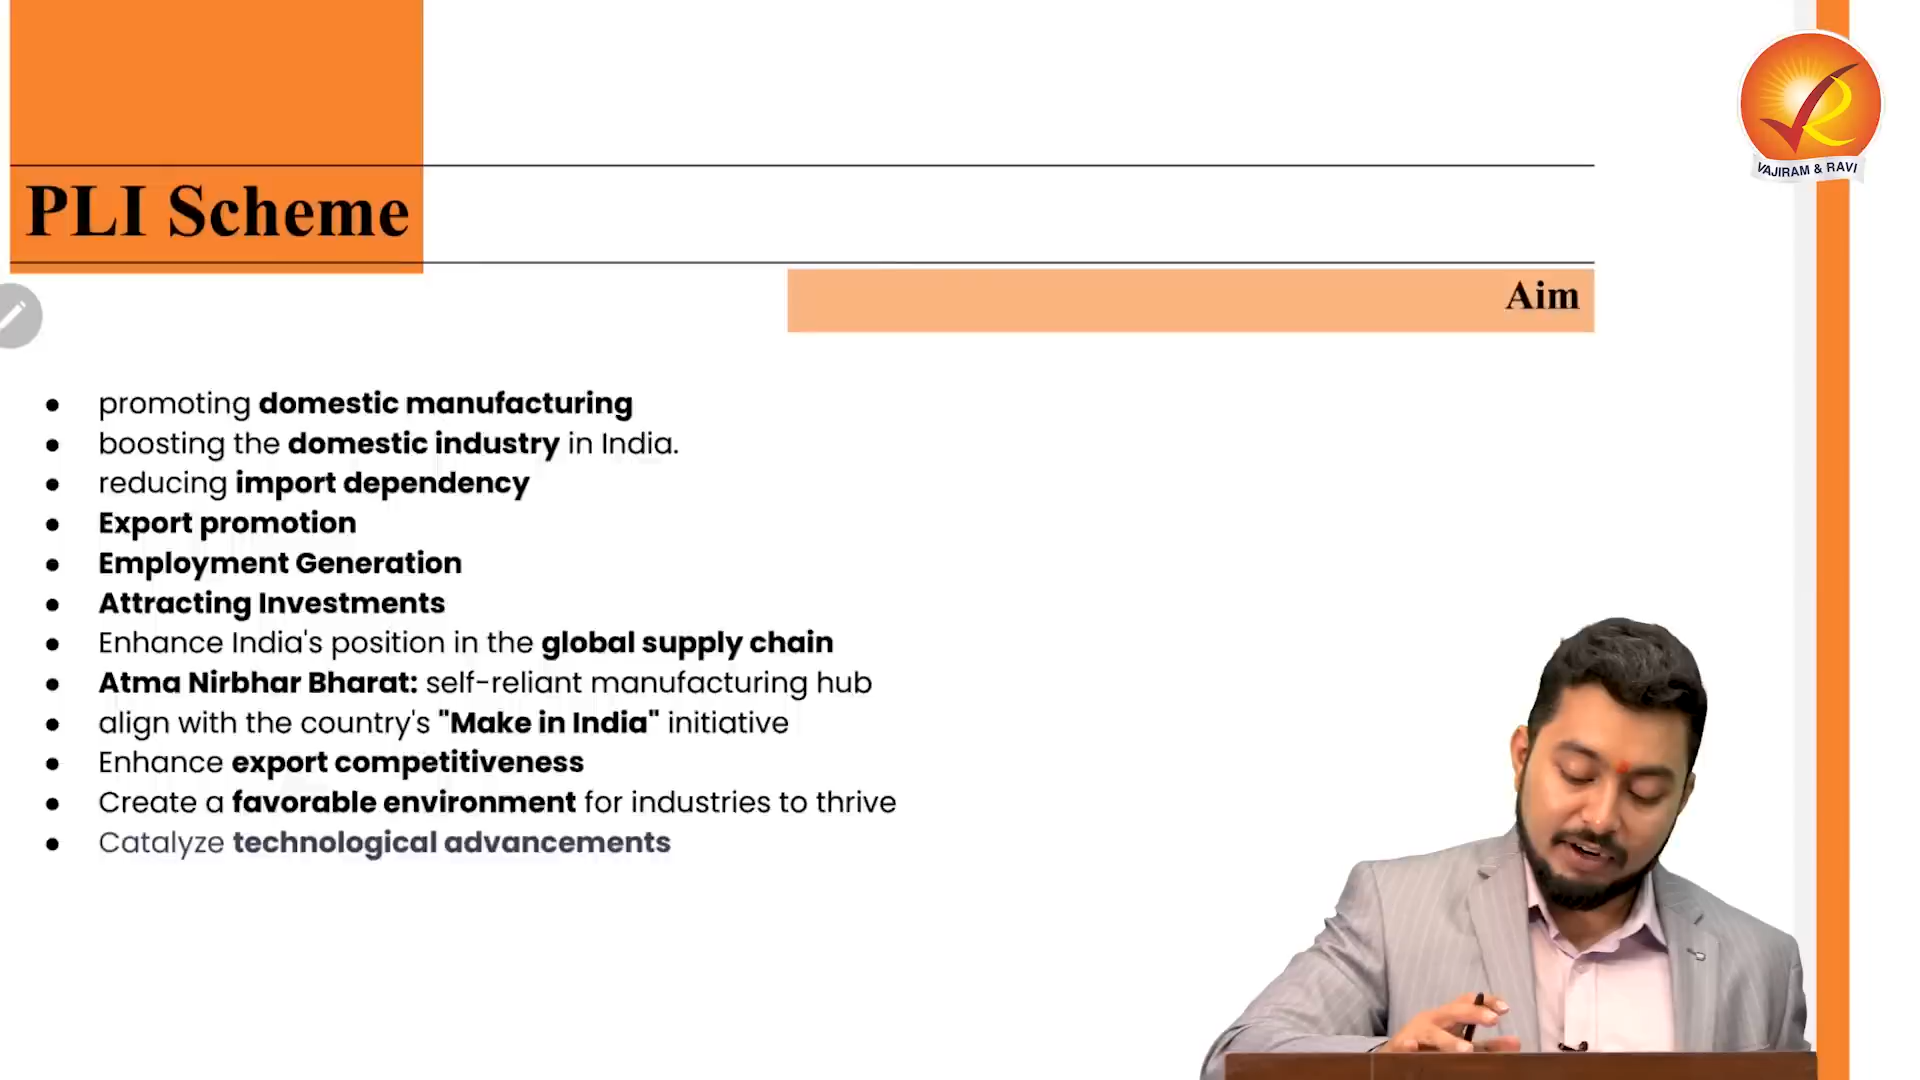 VAJIRAM & RAVI
PLI Scheme
Aim
● promoting domestic manufacturing
● boosting the domestic industry in India.
● reducing import dependency
● Export promotion
● Employment Generation
● Attracting Investments
● Enhance India's position in the global supply chain
● Atma Nirbhar Bharat: self-reliant manufacturing hub
● align with the country's "Make in India" initiative
● Enhance export competitiveness
● Create a favorable environment for industries to thrive
● Catalyze technological advancements